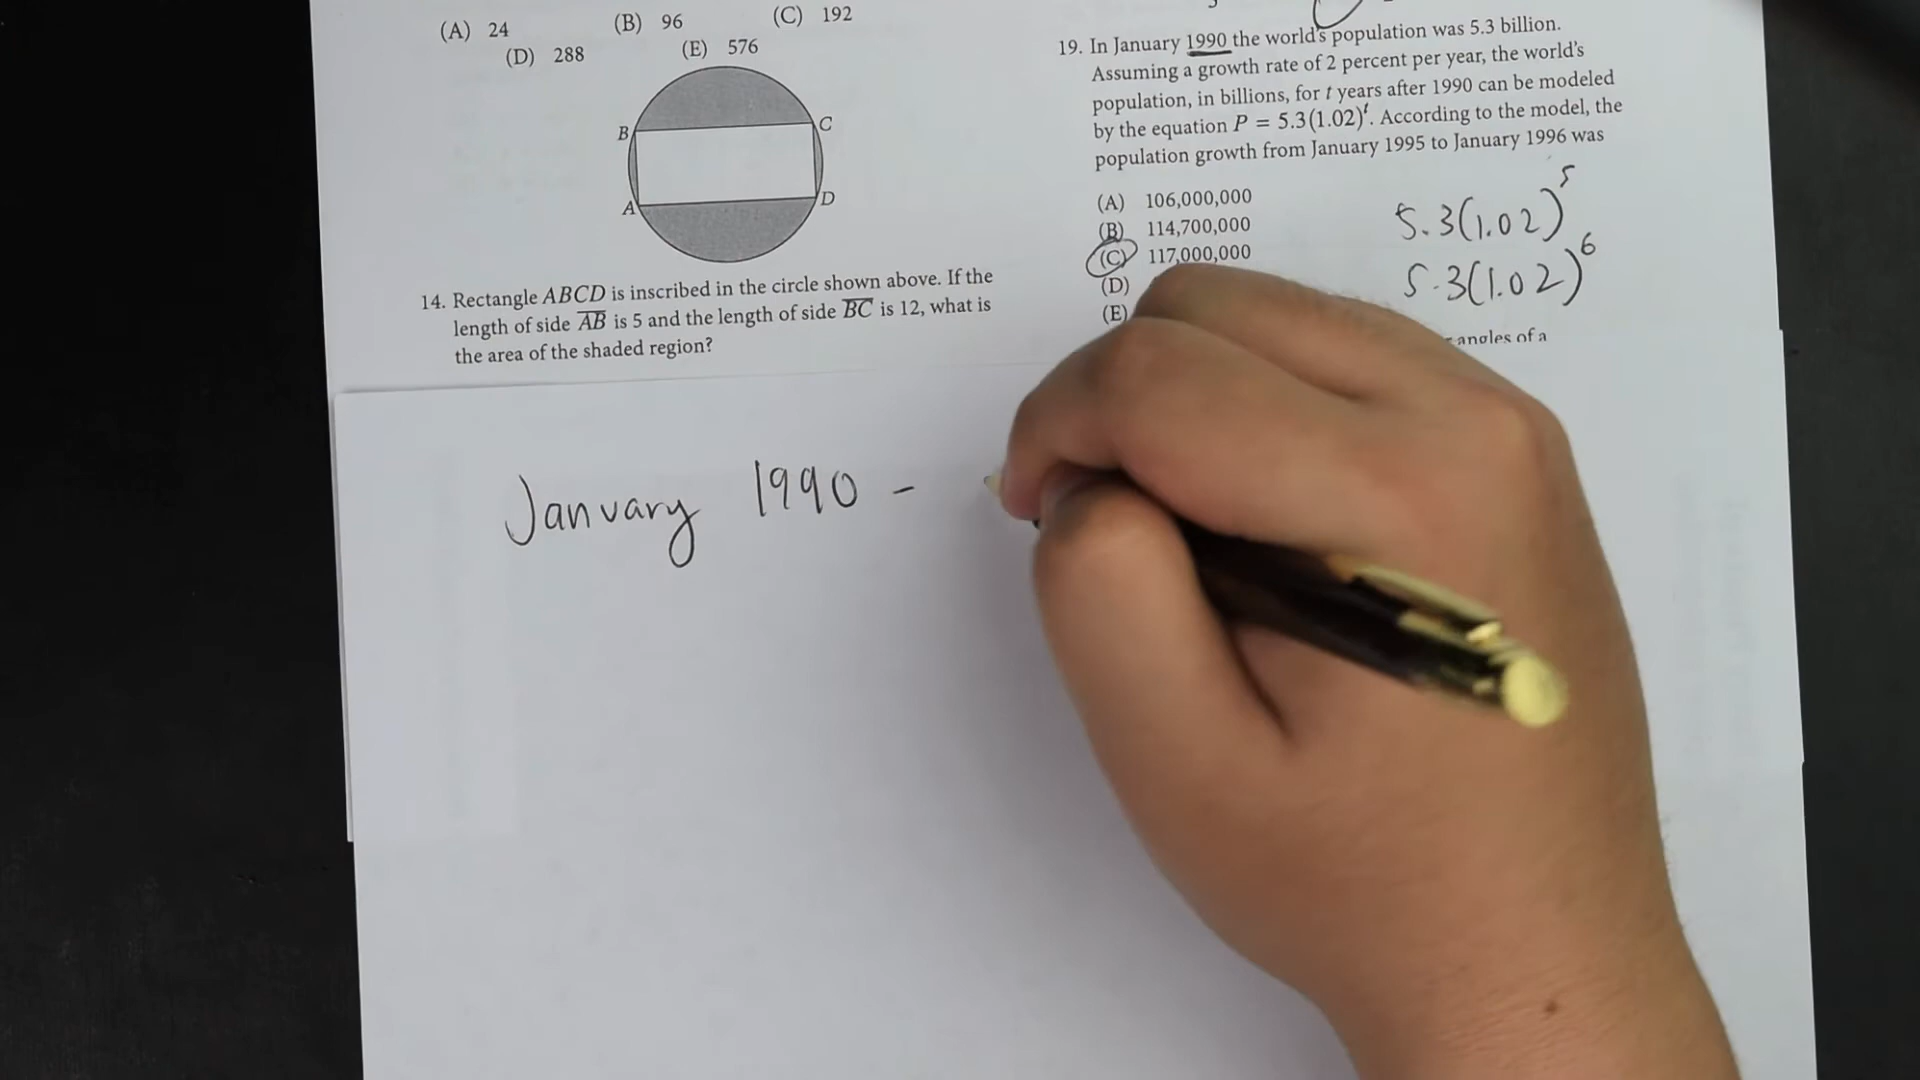 (A) 24 (B) 96 (C) 192
(D) 288 (E) 576
B C
A D
14. Rectangle ABCD is inscribed in the circle shown above. If the
length of side AB is 5 and the length of side BC is 12, what is
the area of the shaded region?
19. In January 1990 the world's population was 5.3 billion.
Assuming a growth rate of 2 percent per year, the world's
population, in billions, for t years after 1990 can be modeled
by the equation P = 5.3(1.02)^t. According to the model, the
population growth from January 1995 to January 1996 was
(A) 106,000,000
(B) 114,700,000
(C) 117,000,000
(D)
(E)
5.3(1.02)^5
5.3(1.02)^6
angles of a
January 1990 -